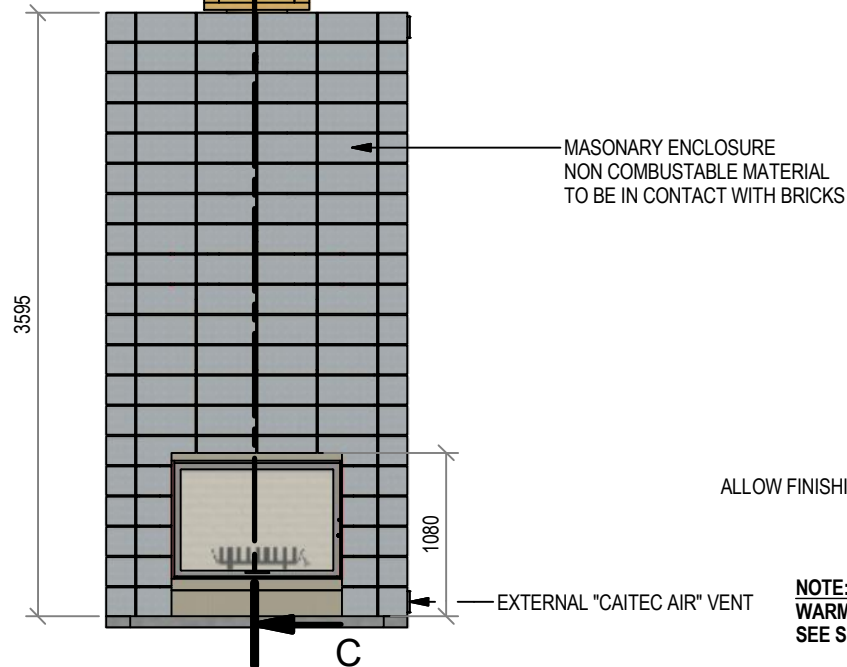 MASONARY ENCLOSURE
NON COMBUSTABLE MATERIAL
TO BE IN CONTACT WITH BRICKS
3595
1080
ALLOW FINISHI
EXTERNAL "CAITEC AIR" VENT
NOTE:
WARM
SEE S
C